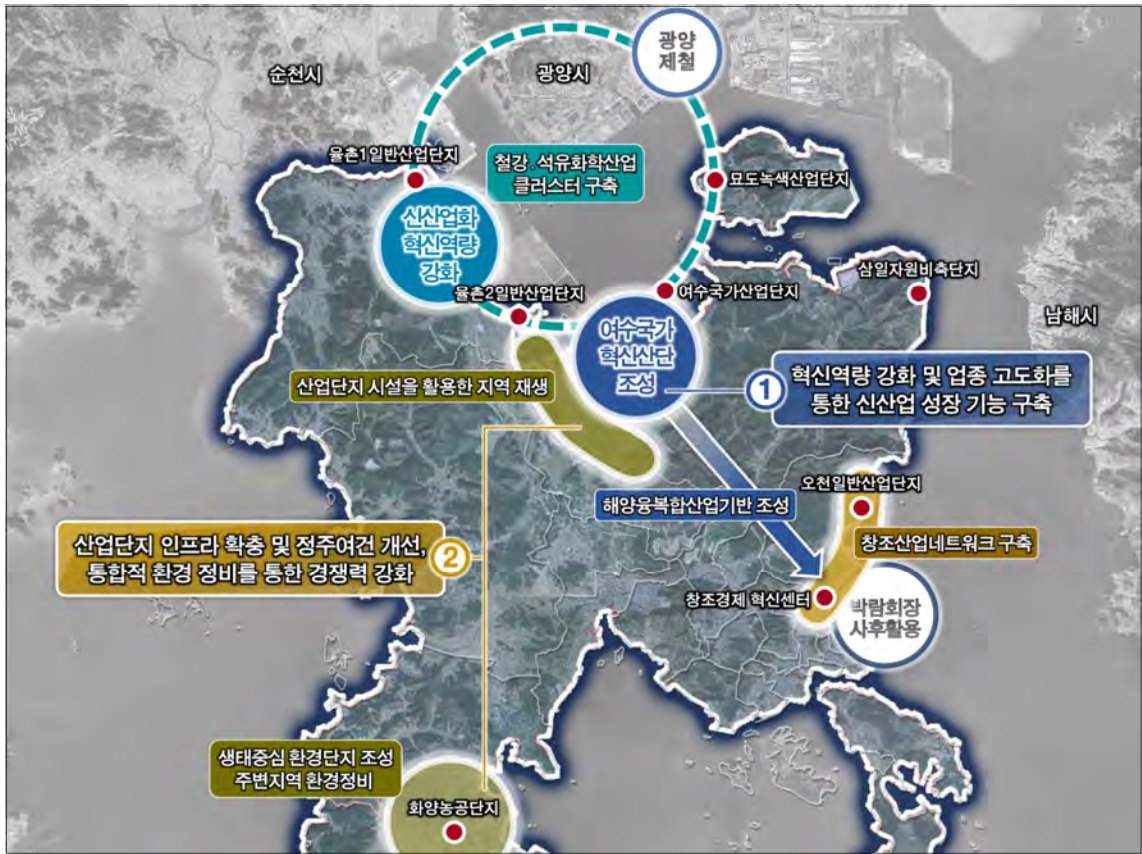 광양
제철
순천시
광양시
율촌1일반산업단지
철강.석유화학산업
클러스터 구축
묘도녹색산업단지
신산업화
혁신역량
강화
삼일자원비축단지
율촌2일반산업단지
여수국가산업단지
남해시
여수국가
혁신산단
조성
산업단지 시설을 활용한 지역 재생
1
혁신역량 강화 및 업종 고도화를
통한 신산업 성장 기능 구축
오천일반산업단지
해양융복합산업기반 조성
산업단지 인프라 확충 및 정주여건 개선,
통합적 환경 정비를 통한 경쟁력 강화
2
창조산업네트워크 구축
창조경제 혁신센터
박람회장
사후활용
생태중심 환경단지 조성
주변지역 환경정비
화양농공단지